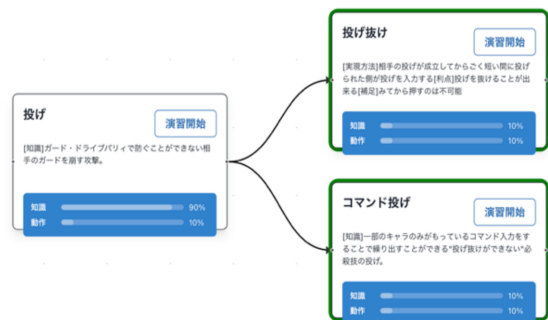 投げ
演習開始
[知識]ガード・ドライブパリィで防ぐことができない相
手のガードを崩す攻撃。
知識 90%
動作 10%
投げ抜け
演習開始
[実現方法]相手の投げが成立してからごく短い間に投げ
られた側が投げを入力する[利点]投げを抜けることが出
来る[補足]みてから押すのは不可能
知識 10%
動作 10%
コマンド投げ
演習開始
[知識]一部のキャラのみがもっているコマンド入力をす
ることで繰り出すことができる"投げ抜けができない"必
殺技の投げ。
知識 10%
動作 10%